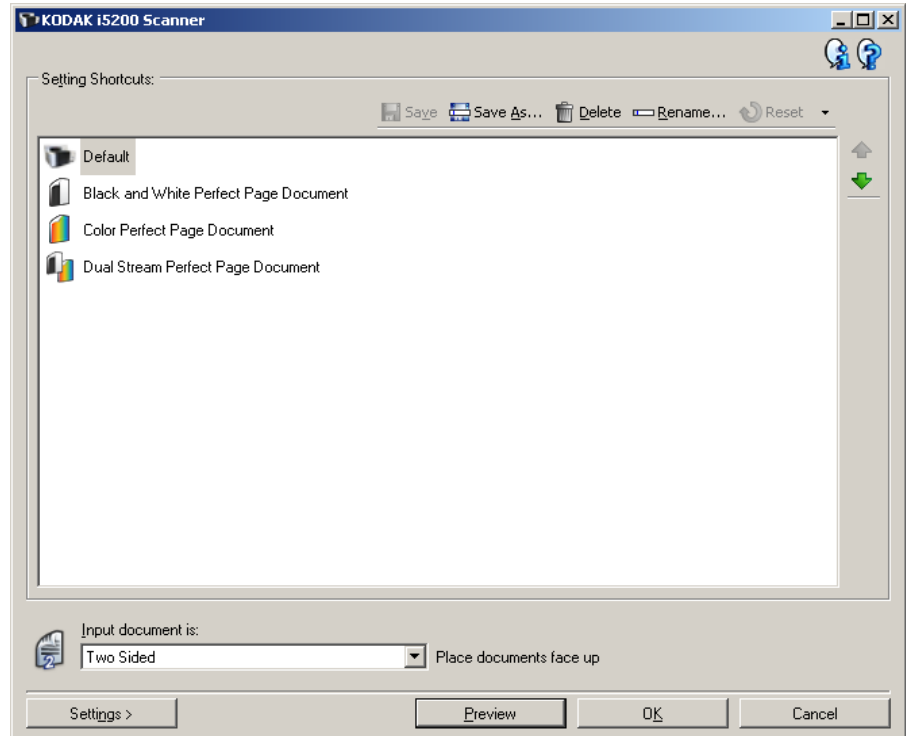 KODAK i5200 Scanner
Setting Shortcuts:
Save Save As... Delete Rename... Reset
Default
Black and White Perfect Page Document
Color Perfect Page Document
Dual Stream Perfect Page Document
Input document is:
2 Two Sided Place documents face up
Settings > Preview OK Cancel